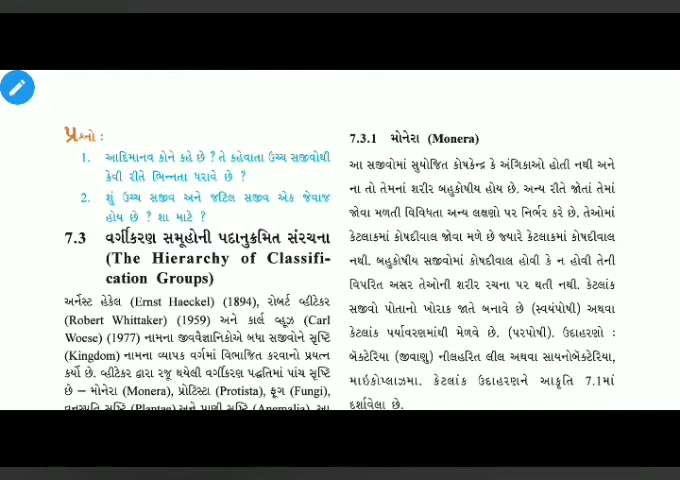 પ્રશ્નો :
1. આદિમાનવ કોને કહે છે ? તે કહેવાતા ઉચ્ચ સજીવોથી
કેવી રીતે ભિન્નતા ધરાવે છે ?
2. શું ઉચ્ચ સજીવ અને જટિલ સજીવ એક જેવાજ
હોય છે ? શા માટે ?
7.3 વર્ગીકરણ સમૂહોની પદાનુક્રમિત સંરચના
(The Hierarchy of Classifi-
cation Groups)
અર્નેસ્ટ હેકેલ (Ernst Haeckel) (1894), રોબર્ટ વ્હીટેકર
(Robert Whittaker) (1959) અને કાર્લ વ્હૂઝ (Carl
Woese) (1977) નામના જીવવૈજ્ઞાનિકોએ બધા સજીવોને સૃષ્ટિ
(Kingdom) નામના વ્યાપક વર્ગમાં વિભાજિત કરવાનો પ્રયત્ન
કર્યો છે. વ્હીટેકર દ્વારા રજૂ થયેલી વર્ગીકરણ પદ્ધતિમાં પાંચ સૃષ્ટિ
છે – મોનેરા (Monera), પ્રોટિસ્ટા (Protista), ફૂગ (Fungi),
વનસ્પતિ સૃષ્ટિ (Plantae) અને પ્રાણી સૃષ્ટિ (Anemalia). આ
7.3.1 મોનેરા (Monera)
આ સજીવોમાં સુયોજિત કોષકેન્દ્ર કે અંગિકાઓ હોતી નથી અને
ના તો તેમનાં શરીર બહુકોષીય હોય છે. અન્ય રીતે જોતાં તેમાં
જોવા મળતી વિવિધતા અન્ય લક્ષણો પર નિર્ભર કરે છે. તેઓમાં
કેટલાકમાં કોષદીવાલ જોવા મળે છે જ્યારે કેટલાકમાં કોષદીવાલ
નથી. બહુકોષીય સજીવોમાં કોષદીવાલ હોવી કે ન હોવી તેની
વિપરિત અસર તેઓની શરીર રચના પર થતી નથી. કેટલાંક
સજીવો પોતાનો ખોરાક જાતે બનાવે છે (સ્વયંપોષી) અથવા
કેટલાંક પર્યાવરણમાંથી મેળવે છે. (પરપોષી). ઉદાહરણો :
બૅક્ટેરિયા (જીવાણુ) નીલહરિત લીલ અથવા સાયનોબૅક્ટેરિયા,
માઇકોપ્લાઝમા. કેટલાંક ઉદાહરણને આકૃતિ 7.1માં
દર્શાવેલા છે.